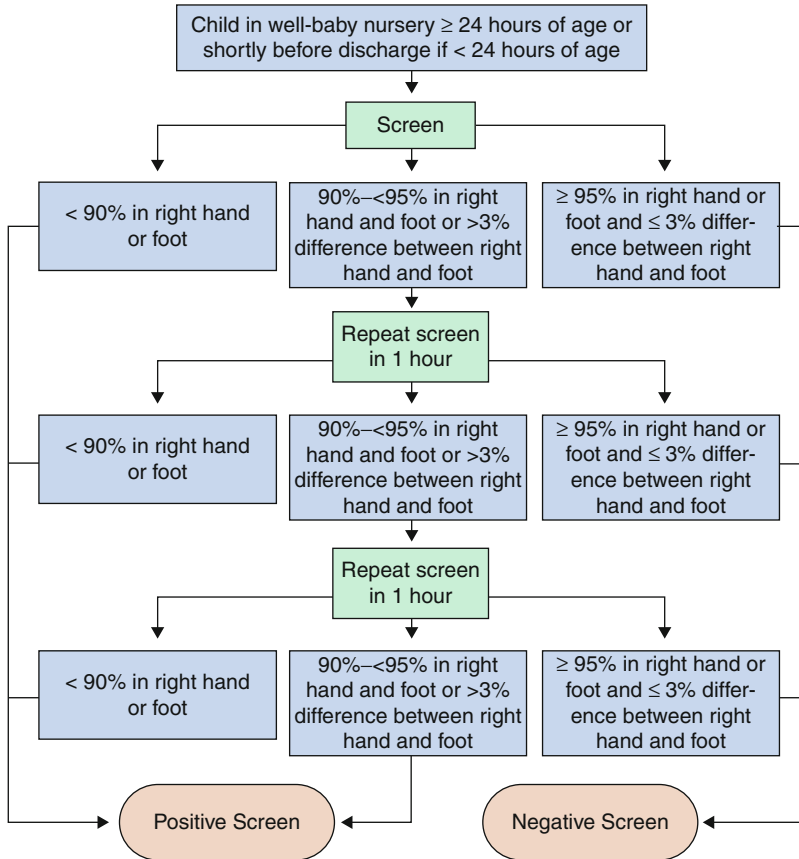 Child in well-baby nursery ≥ 24 hours of age or
shortly before discharge if < 24 hours of age
Screen
< 90% in right hand
or foot
90%–<95% in right
hand and foot or >3%
difference between right
hand and foot
≥ 95% in right hand or
foot and ≤ 3% differ-
ence between right
hand and foot
Repeat screen
in 1 hour
< 90% in right hand
or foot
90%–<95% in right
hand and foot or >3%
difference between right
hand and foot
≥ 95% in right hand or
foot and ≤ 3% differ-
ence between right
hand and foot
Repeat screen
in 1 hour
< 90% in right hand
or foot
90%–<95% in right
hand and foot or >3%
difference between right
hand and foot
≥ 95% in right hand or
foot and ≤ 3% differ-
ence between right
hand and foot
Positive Screen
Negative Screen